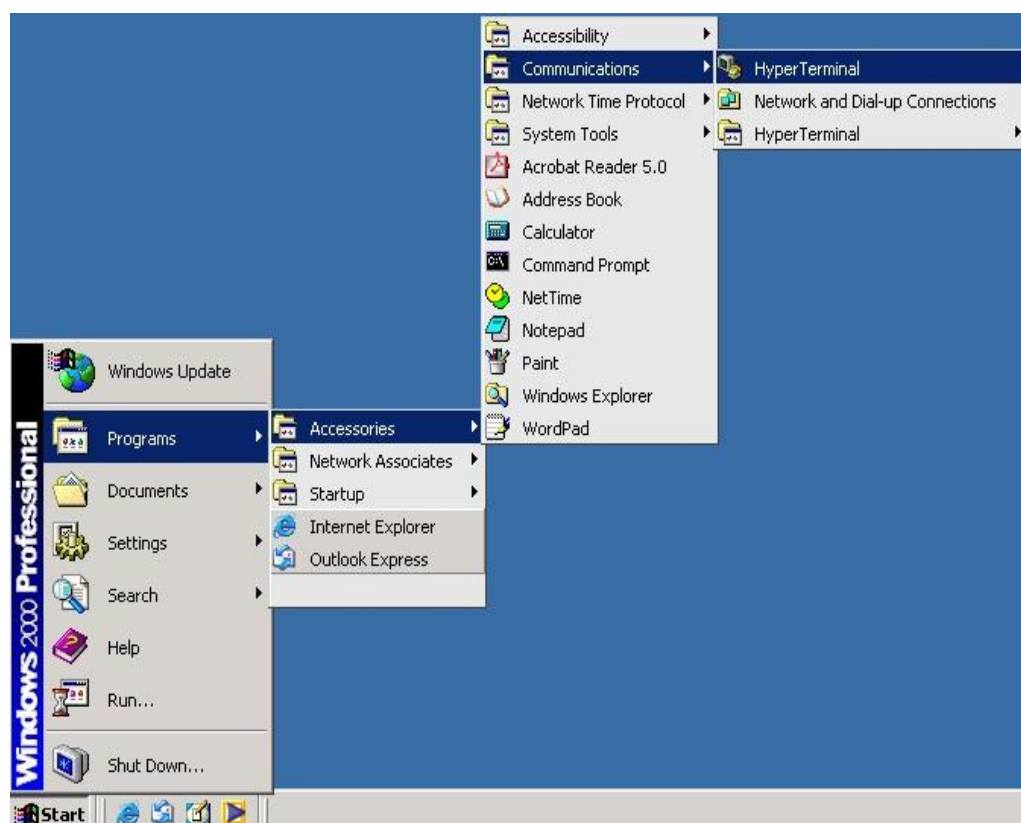 Accessibility
Communications
Network Time Protocol
System Tools
Acrobat Reader 5.0
Address Book
Calculator
Command Prompt
NetTime
Notepad
Paint
Windows Explorer
WordPad
HyperTerminal
Network and Dial-up Connections
HyperTerminal
Accessories
Network Associates
Startup
Internet Explorer
Outlook Express
Windows Update
Programs
Documents
Settings
Search
Help
Run...
Shut Down...
Windows 2000 Professional
Start